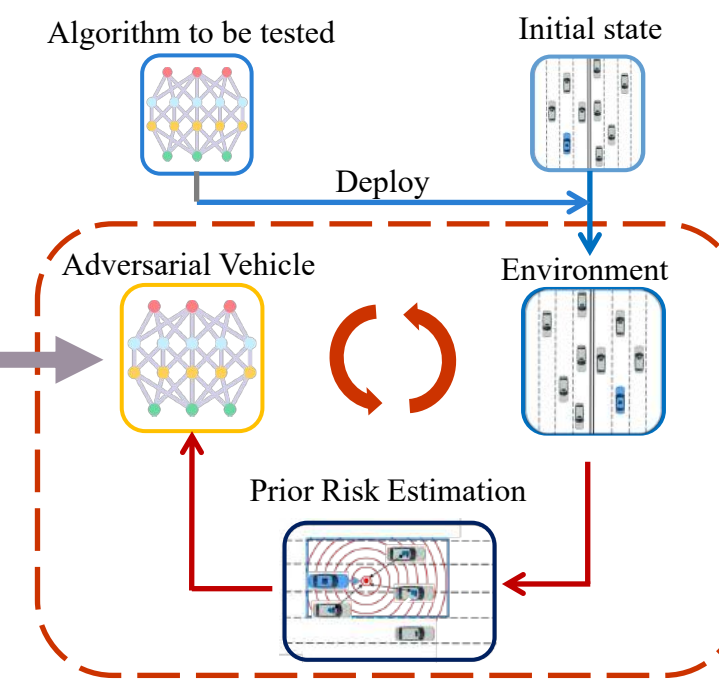 Algorithm to be tested
Initial state
Deploy
Adversarial Vehicle
Environment
Prior Risk Estimation